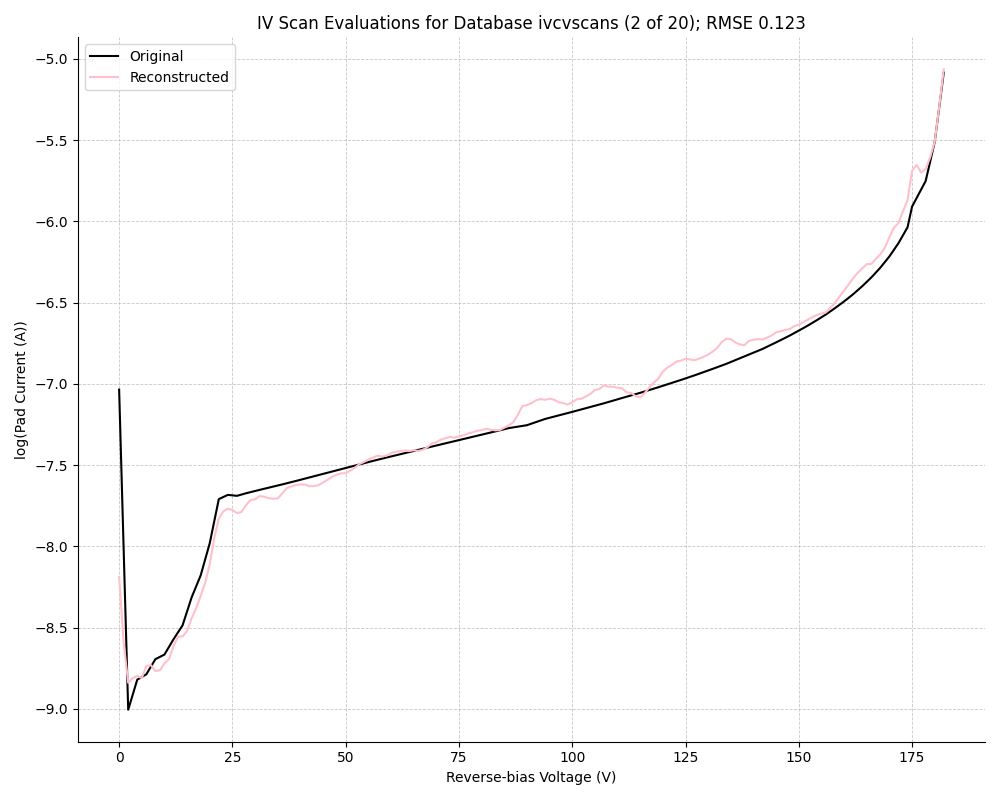 IV Scan Evaluations for Database ivcvscans (2 of 20); RMSE 0.123
Original
Reconstructed
−5.0
−5.5
−6.0
−6.5
−7.0
−7.5
−8.0
−8.5
−9.0
log(Pad Current (A))
0 25 50 75 100 125 150 175
Reverse-bias Voltage (V)